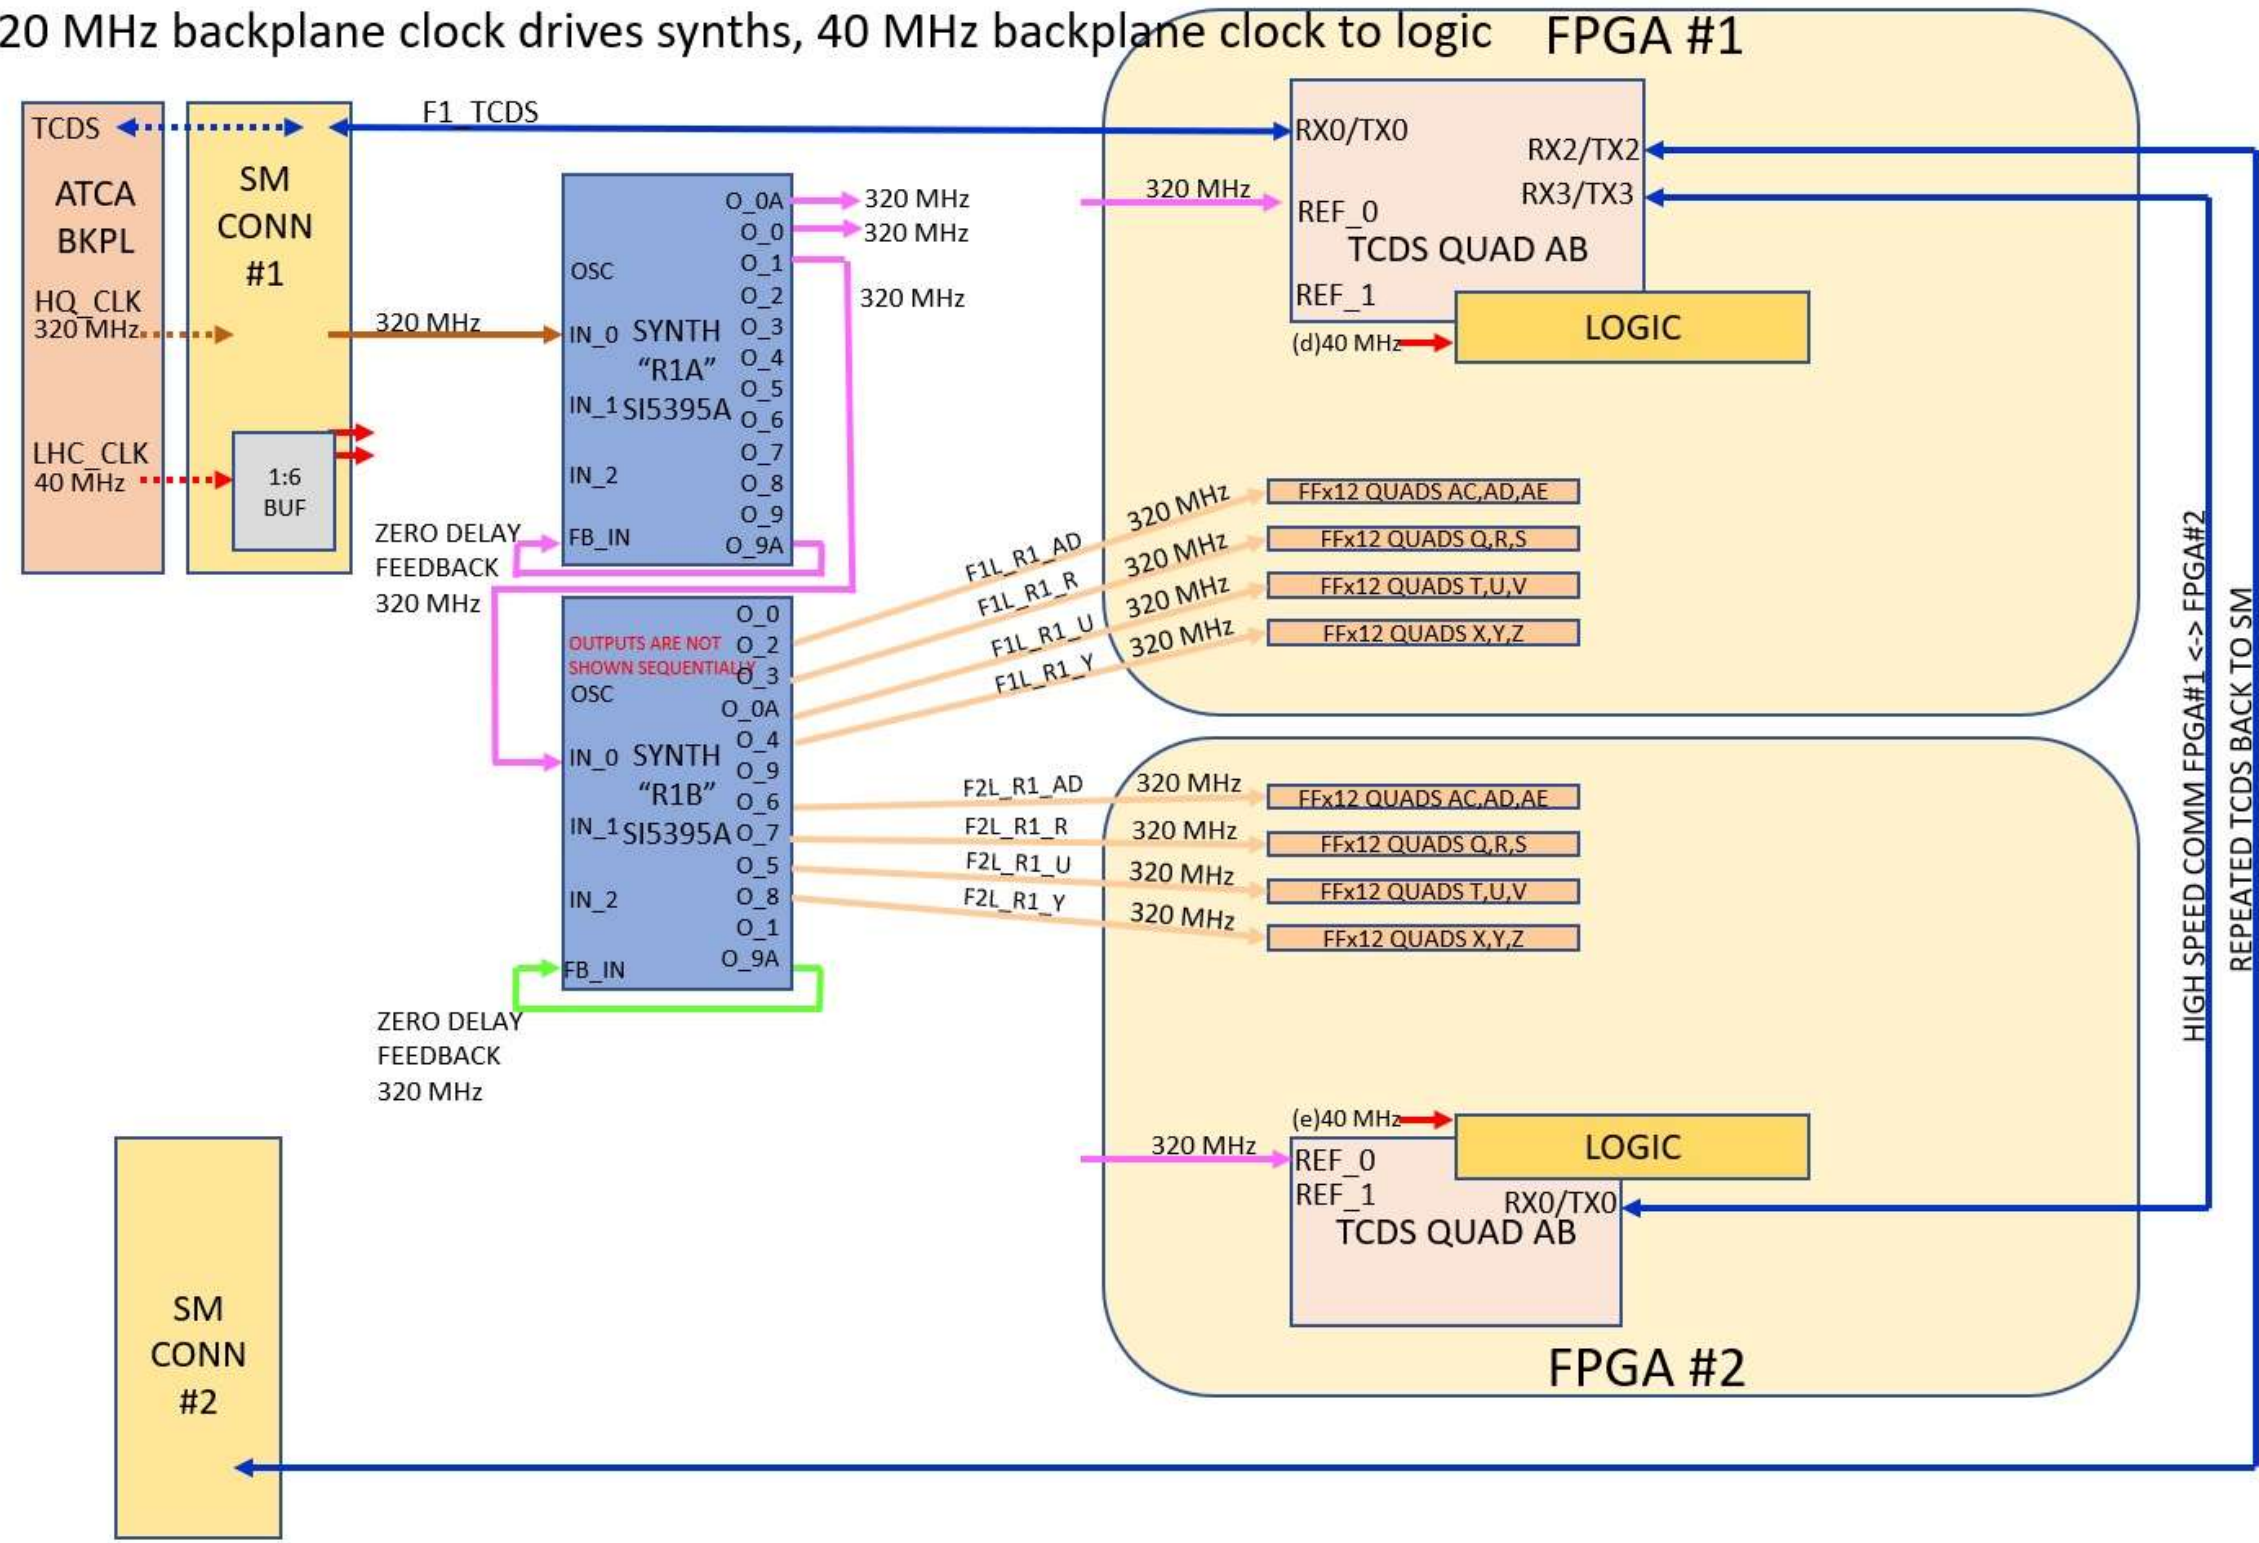 20 MHz backplane clock drives synths, 40 MHz backplane clock to logic
FPGA #1
TCDS
ATCA
BKPL
HQ_CLK
320 MHz
LHC_CLK
40 MHz
SM
CONN
#1
1:6
BUF
F1_TCDS
320 MHz
ZERO DELAY
FEEDBACK
320 MHz
OSC
IN_0
IN_1
IN_2
FB_IN
SYNTH
“R1A”
SI5395A
O_0A
O_0
O_1
O_2
O_3
O_4
O_5
O_6
O_7
O_8
O_9
O_9A
320 MHz
320 MHz
320 MHz
OUTPUTS ARE NOT
SHOWN SEQUENTIALLY
OSC
IN_0
IN_1
IN_2
FB_IN
SYNTH
“R1B”
SI5395A
O_0
O_2
O_3
O_0A
O_4
O_9
O_6
O_7
O_5
O_8
O_1
O_9A
ZERO DELAY
FEEDBACK
320 MHz
F1L_R1_AD
F1L_R1_R
F1L_R1_U
F1L_R1_Y
320 MHz
320 MHz
320 MHz
320 MHz
F2L_R1_AD
F2L_R1_R
F2L_R1_U
F2L_R1_Y
320 MHz
320 MHz
320 MHz
320 MHz
320 MHz
RX0/TX0
RX2/TX2
RX3/TX3
REF_0
TCDS QUAD AB
REF_1
LOGIC
(d)40 MHz
FFx12 QUADS AC,AD,AE
FFx12 QUADS Q,R,S
FFx12 QUADS T,U,V
FFx12 QUADS X,Y,Z
FFx12 QUADS AC,AD,AE
FFx12 QUADS Q,R,S
FFx12 QUADS T,U,V
FFx12 QUADS X,Y,Z
(e)40 MHz
LOGIC
320 MHz
REF_0
REF_1
RX0/TX0
TCDS QUAD AB
FPGA #2
HIGH SPEED COMM FPGA#1 <-> FPGA#2
REPEATED TCDS BACK TO SM
SM
CONN
#2